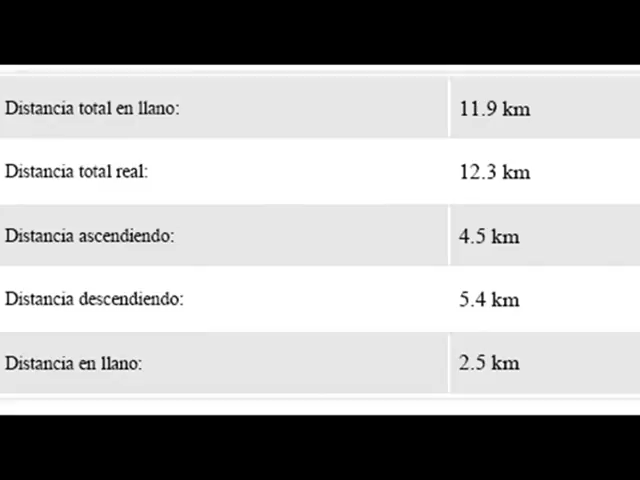 Distancia total en llano: 11.9 km
Distancia total real: 12.3 km
Distancia ascendiendo: 4.5 km
Distancia descendiendo: 5.4 km
Distancia en llano: 2.5 km